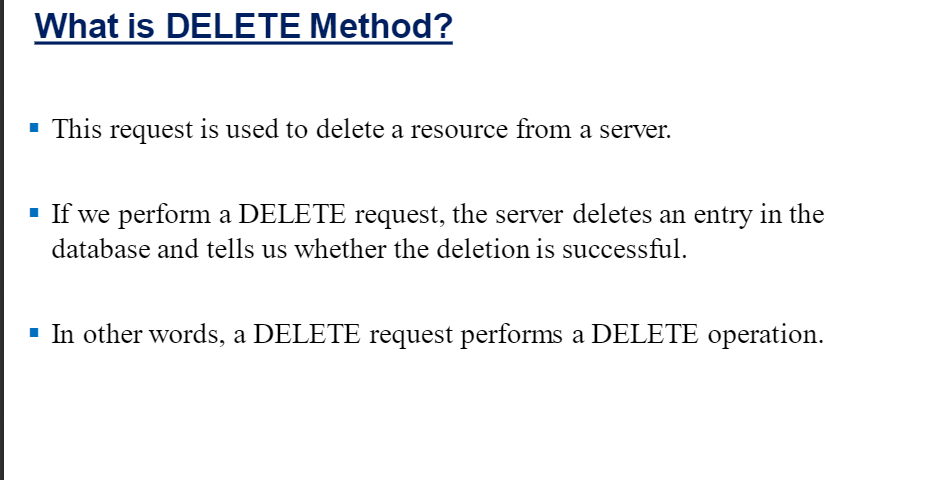 What is DELETE Method?
▪ This request is used to delete a resource from a server.
▪ If we perform a DELETE request, the server deletes an entry in the
database and tells us whether the deletion is successful.
▪ In other words, a DELETE request performs a DELETE operation.